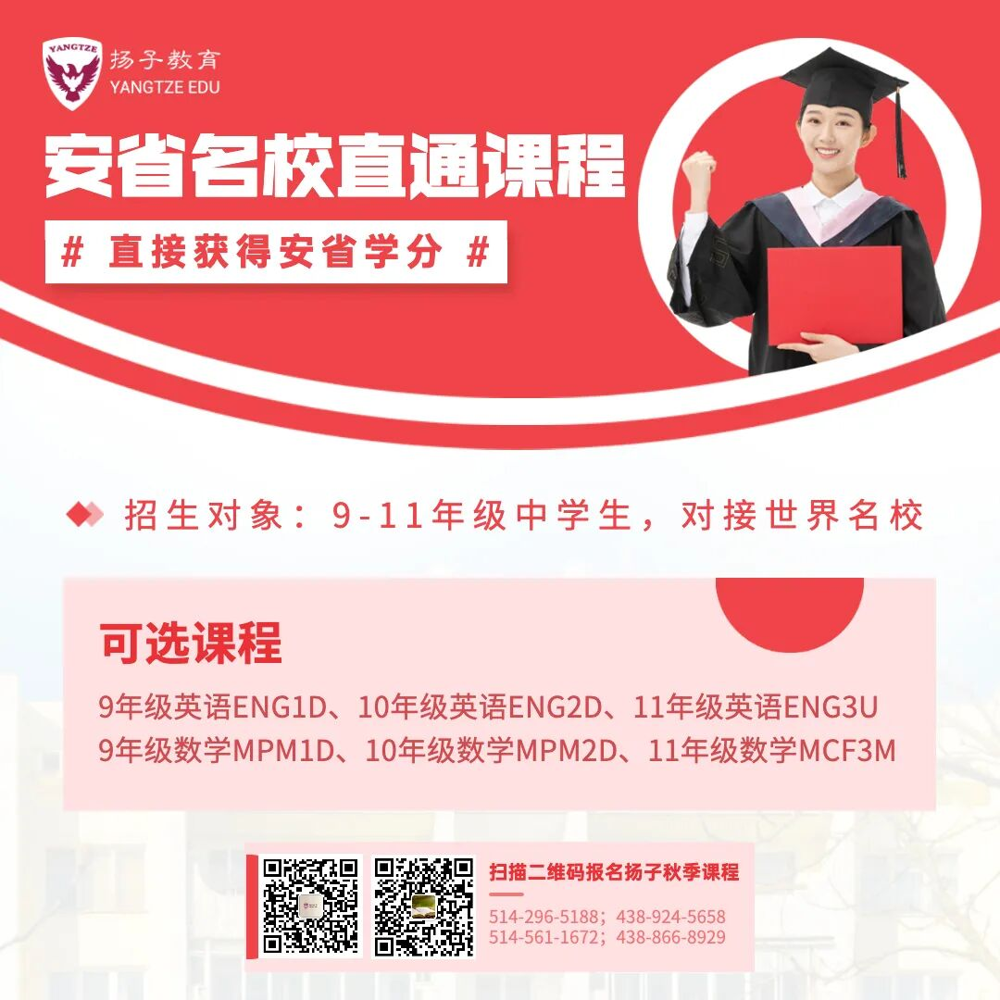 YANGTZE
扬子教育
YANGTZE EDU
安省名校直通课程
# 直接获得安省学分 #
招生对象：9-11年级中学生，对接世界名校
可选课程
9年级英语ENG1D、10年级英语ENG2D、11年级英语ENG3U
9年级数学MPM1D、10年级数学MPM2D、11年级数学MCF3M
扫描二维码报名扬子秋季课程
514-296-5188；438-924-5658
514-561-1672；438-866-8929